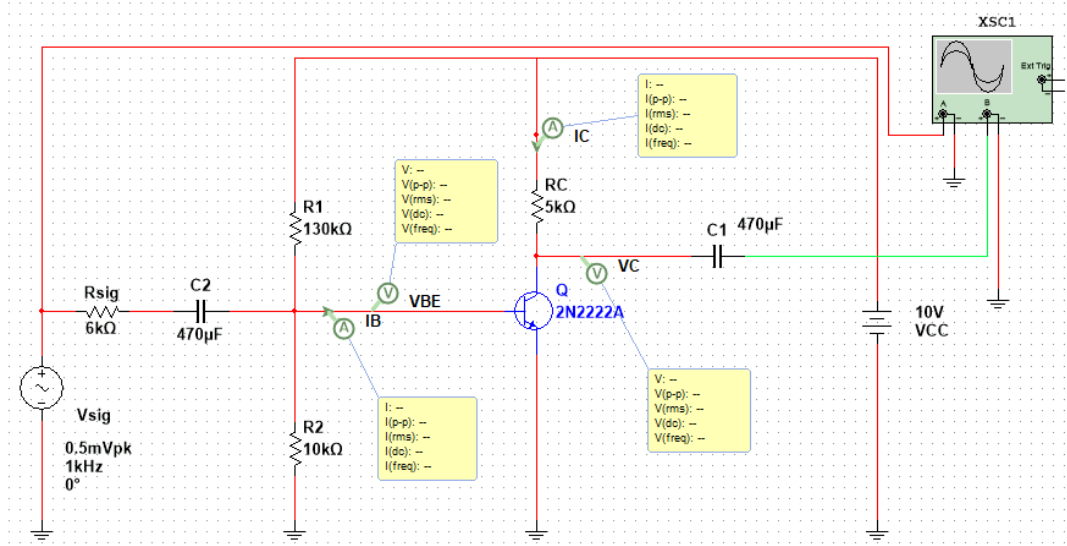 XSC1
Ext Trig
+
-
A
B
+
-
+
-
I: --
I(p-p): --
I(rms): --
I(dc): --
I(freq): --
A
IC
V: --
V(p-p): --
V(rms): --
V(dc): --
V(freq): --
RC
5kΩ
R1
130kΩ
C1
470µF
V
VBE
VC
V
Rsig
6kΩ
C2
470µF
A
IB
Q
2N2222A
10V
VCC
+
-
Vsig
0.5mVpk
1kHz
0°
R2
10kΩ
I: --
I(p-p): --
I(rms): --
I(dc): --
I(freq): --
V: --
V(p-p): --
V(rms): --
V(dc): --
V(freq): --